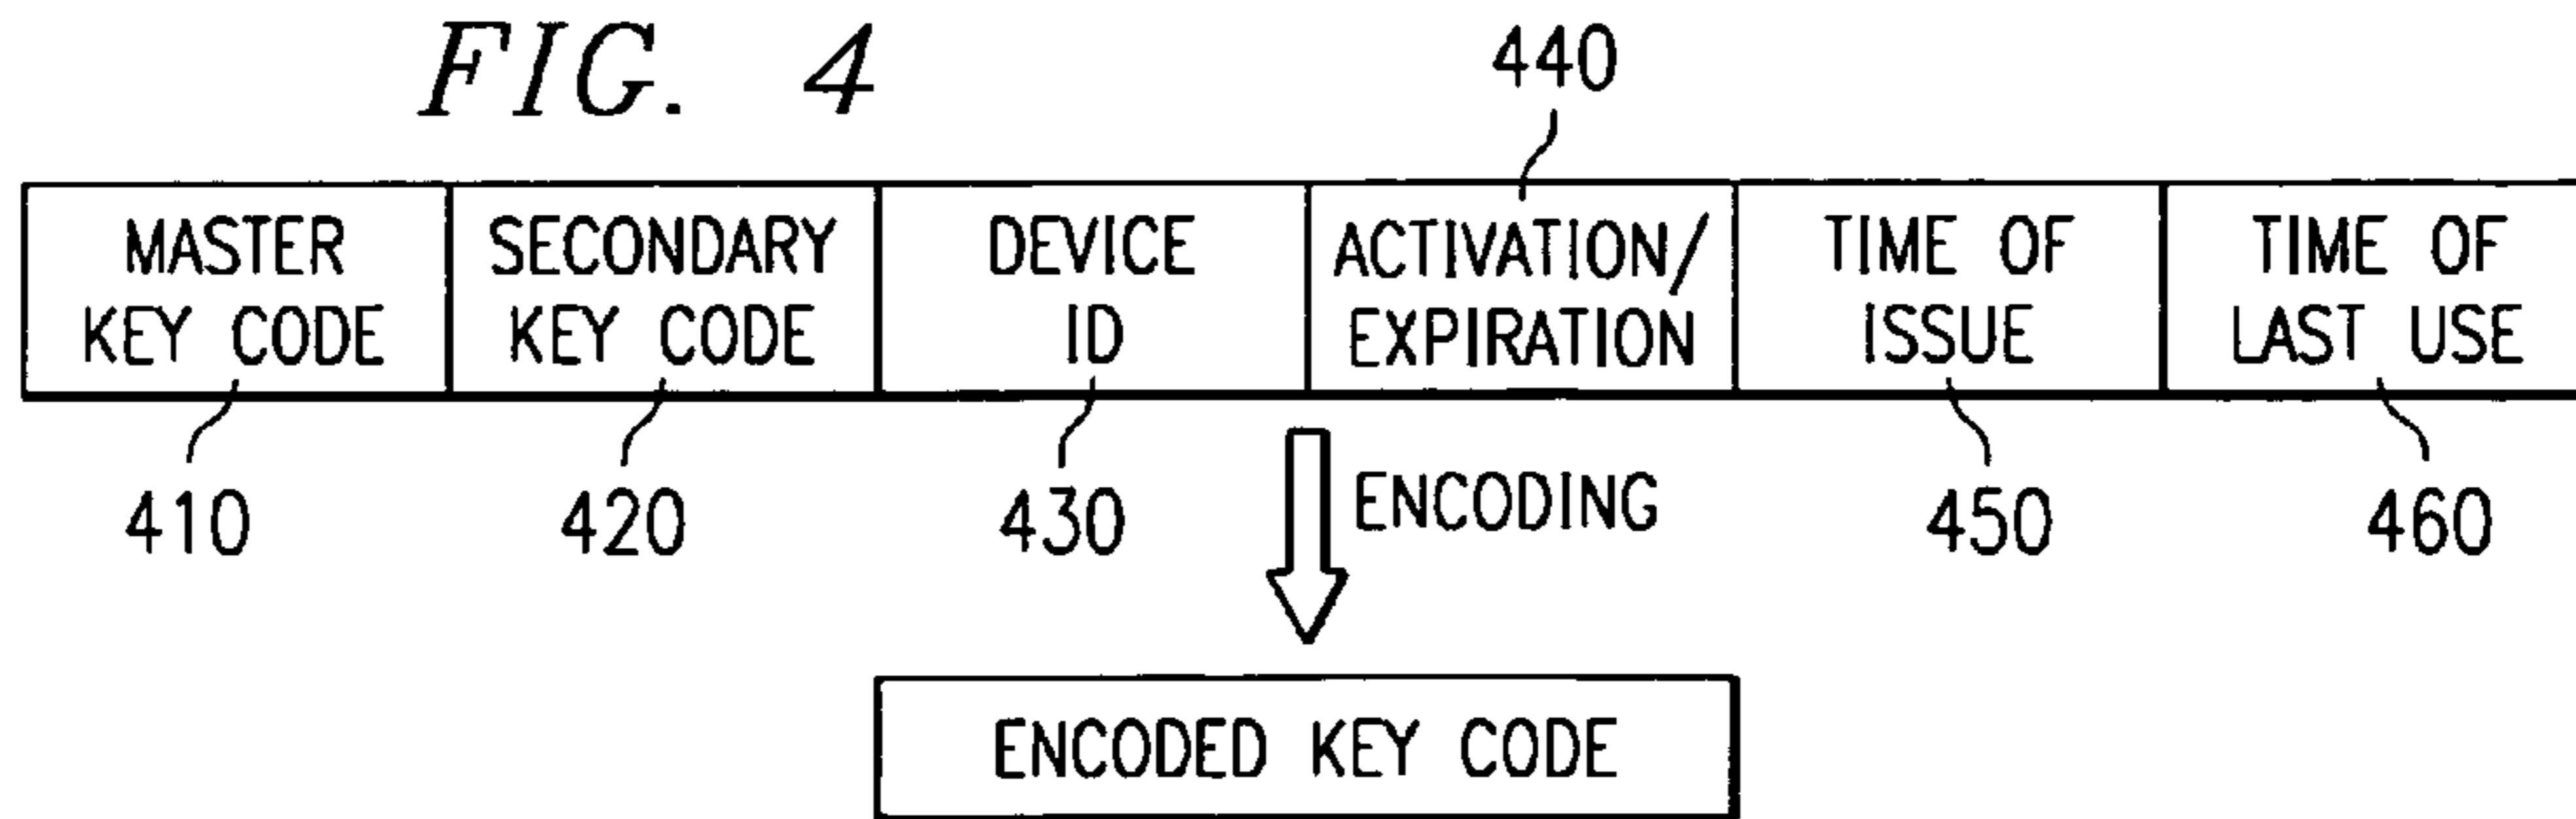 FIG. 4
440
MASTER KEY CODE
SECONDARY KEY CODE
DEVICE ID
ACTIVATION/ EXPIRATION
TIME OF ISSUE
TIME OF LAST USE
410
420
430
ENCODING
450
460
ENCODED KEY CODE